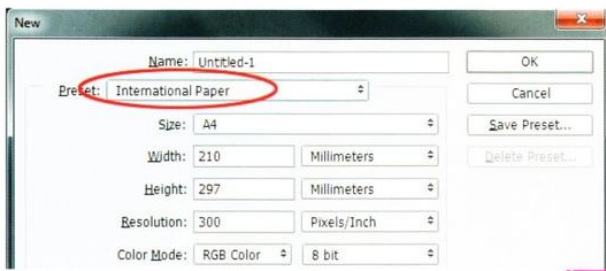 New
Name: Untitled-1
OK
Preset: International Paper
Cancel
Size: A4
Save Preset...
Width: 210 Millimeters
Delete Preset...
Height: 297 Millimeters
Resolution: 300 Pixels/Inch
Color Mode: RGB Color 8 bit